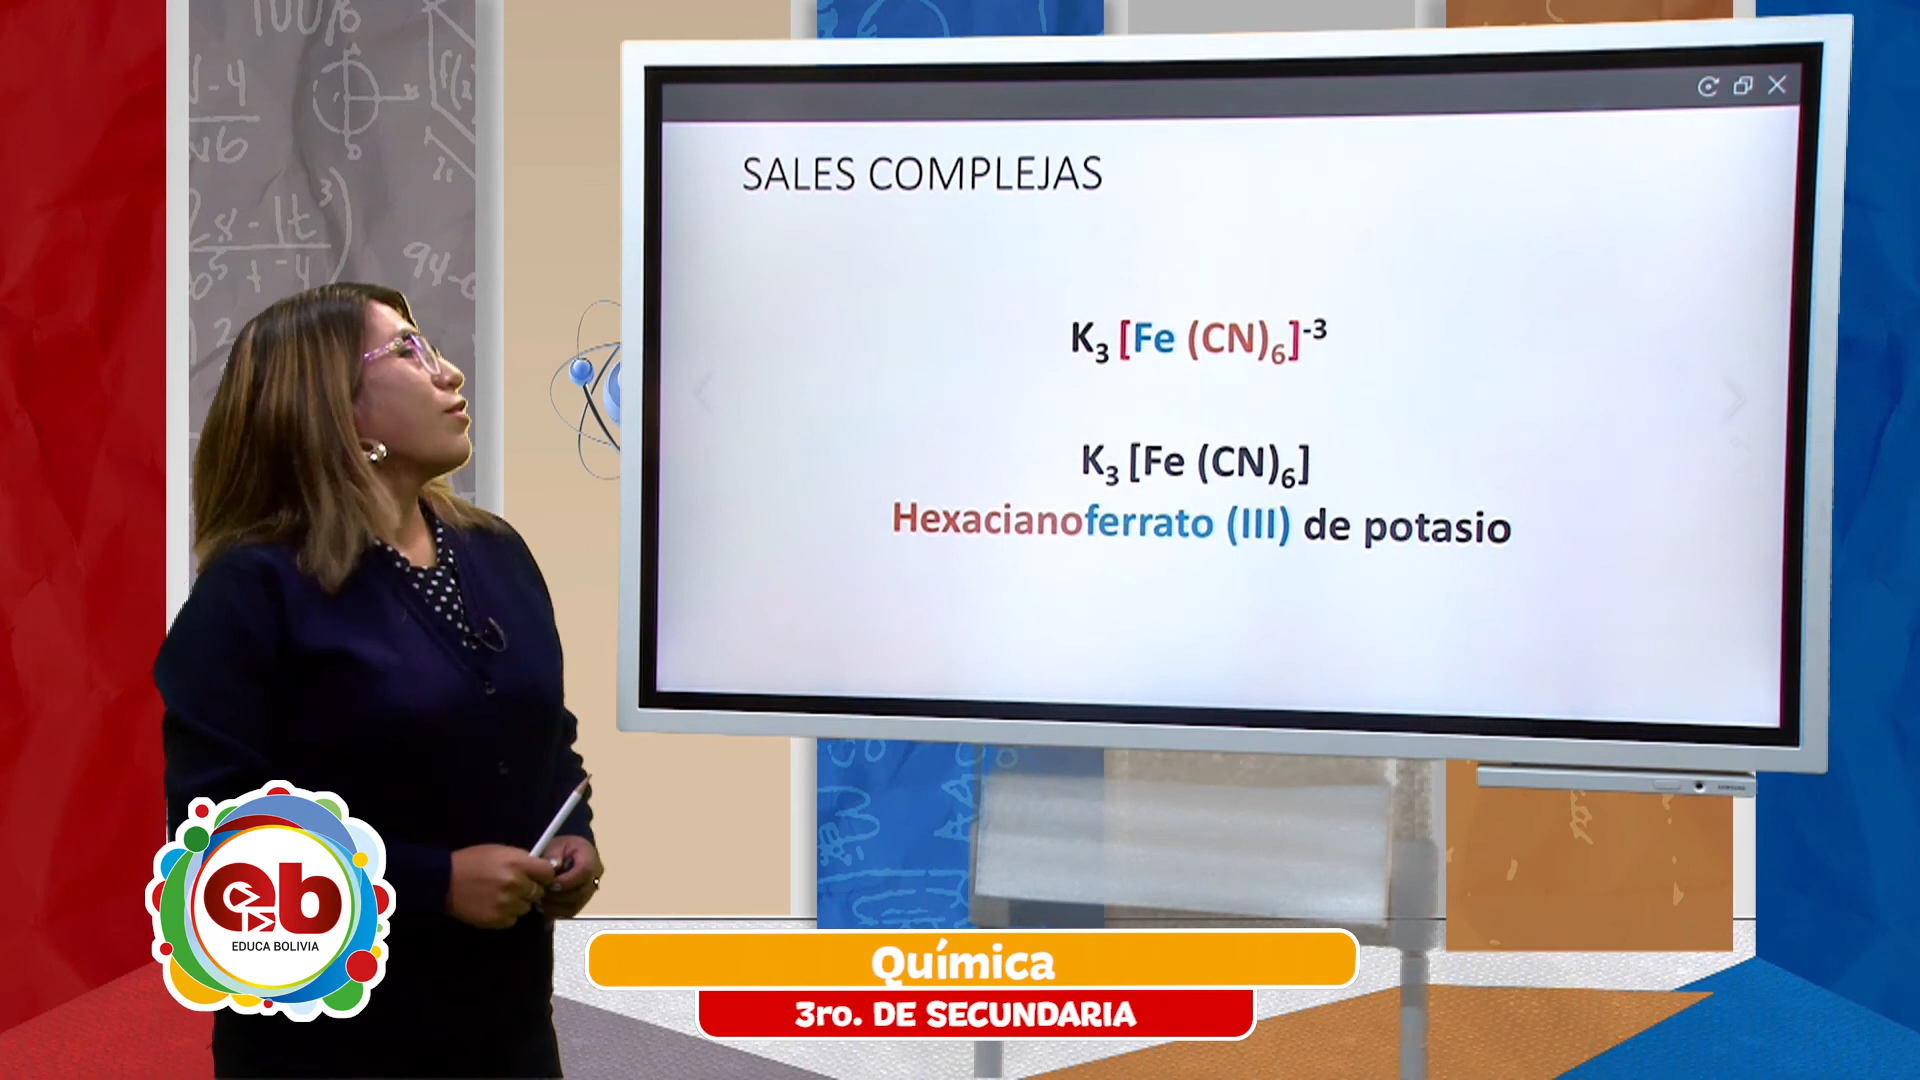 SALES COMPLEJAS
K₃ [Fe (CN)₆]⁻³
K₃ [Fe (CN)₆]
Hexacianoferrato (III) de potasio
eb
EDUCA BOLIVIA
Química
3ro. DE SECUNDARIA